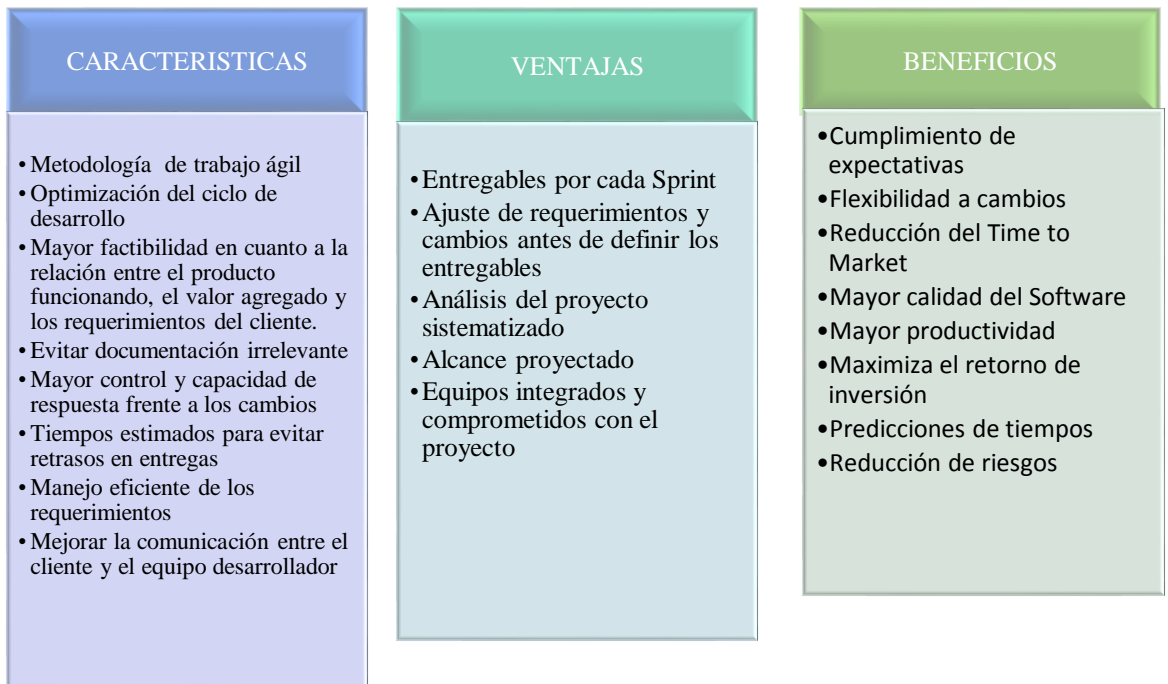 CARACTERISTICAS
• Metodología de trabajo ágil
• Optimización del ciclo de
desarrollo
• Mayor factibilidad en cuanto a la
relación entre el producto
funcionando, el valor agregado y
los requerimientos del cliente.
• Evitar documentación irrelevante
• Mayor control y capacidad de
respuesta frente a los cambios
• Tiempos estimados para evitar
retrasos en entregas
• Manejo eficiente de los
requerimientos
• Mejorar la comunicación entre el
cliente y el equipo desarrollador
VENTAJAS
• Entregables por cada Sprint
• Ajuste de requerimientos y
cambios antes de definir los
entregables
• Análisis del proyecto
sistematizado
• Alcance proyectado
• Equipos integrados y
comprometidos con el
proyecto
BENEFICIOS
•Cumplimiento de
expectativas
•Flexibilidad a cambios
•Reducción del Time to
Market
•Mayor calidad del Software
•Mayor productividad
•Maximiza el retorno de
inversión
•Predicciones de tiempos
•Reducción de riesgos